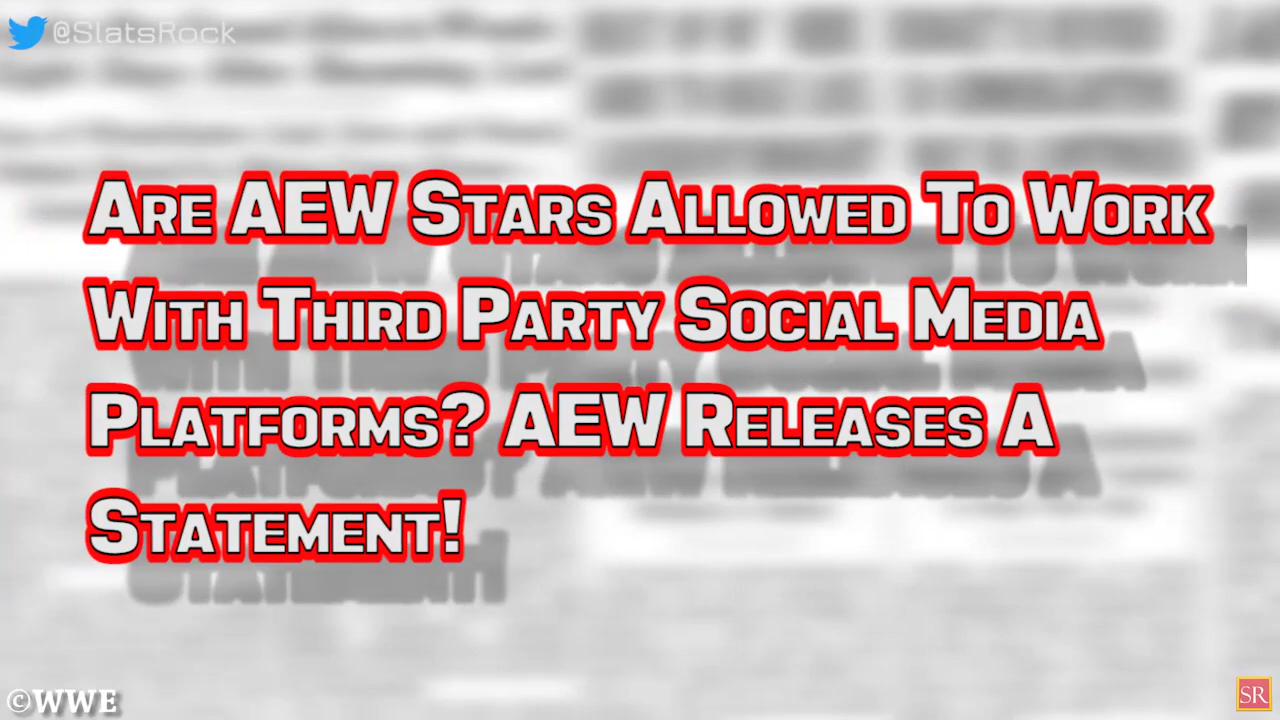 @SlatsRock
Are AEW Stars Allowed To Work
With Third Party Social Media
Platforms? AEW Releases A
Statement!
©WWE
SR